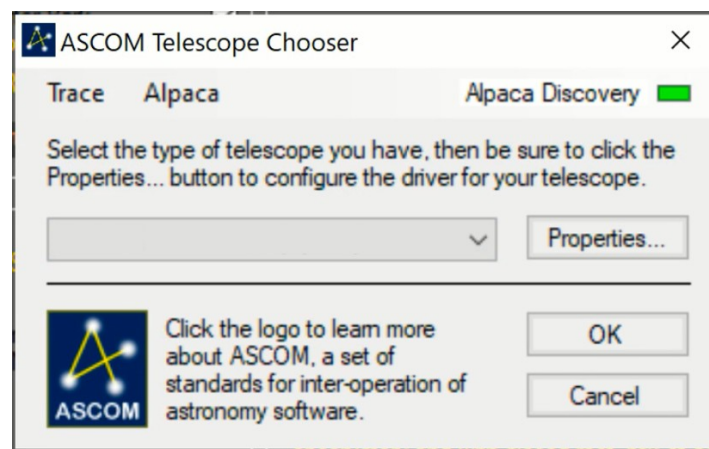 ASCOM Telescope Chooser
Trace Alpaca Alpaca Discovery
Select the type of telescope you have, then be sure to click the
Properties... button to configure the driver for your telescope.
Properties...
Click the logo to learn more
about ASCOM, a set of
standards for inter-operation of
astronomy software.
ASCOM
OK
Cancel